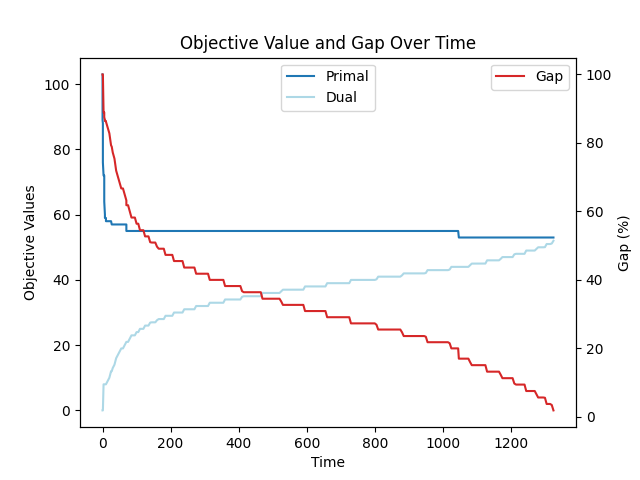 Objective Value and Gap Over Time
Primal
Dual
Gap
Objective Values
100
80
60
40
20
0
100
80
60
40
20
0
Gap (%)
0 200 400 600 800 1000 1200
Time